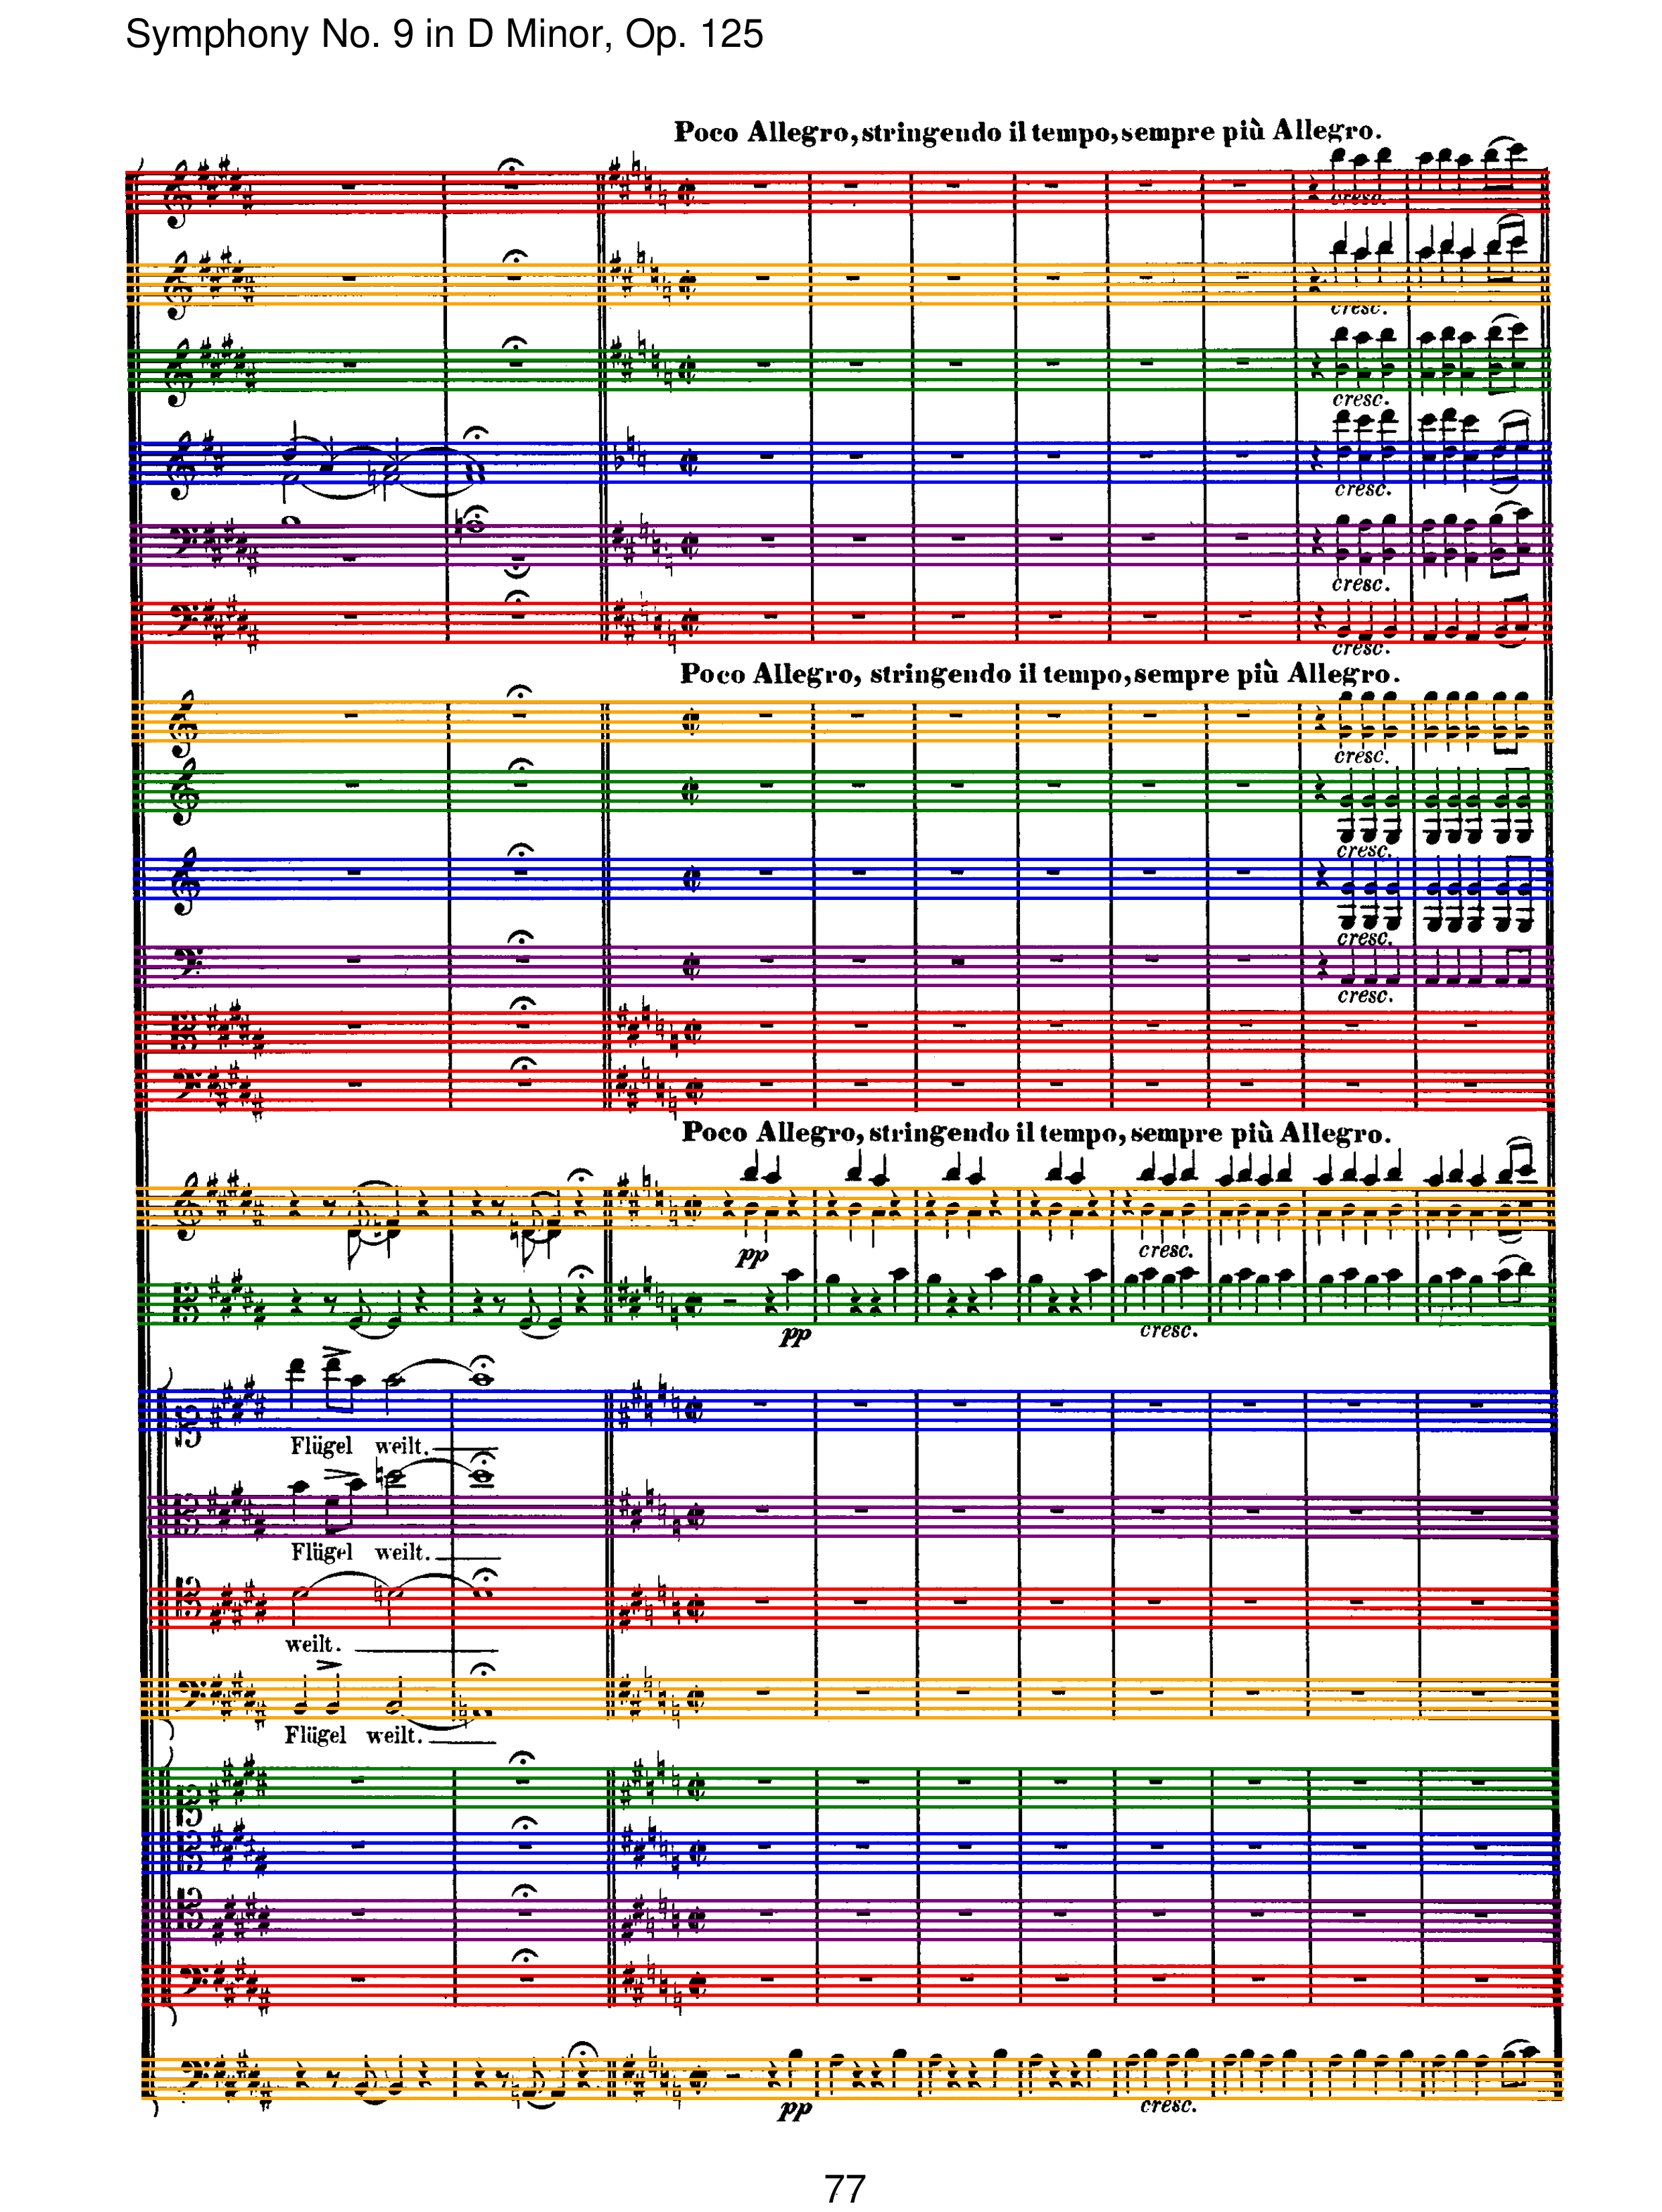 Symphony No. 9 in D Minor, Op. 125
Poco Allegro, stringendo il tempo, sempre più Allegro.
cresc.
cresc.
cresc.
cresc.
cresc.
cresc.
Poco Allegro, stringendo il tempo, sempre più Allegro.
cresc.
cresc.
cresc.
cresc.
Poco Allegro, stringendo il tempo, sempre più Allegro.
pp cresc.
pp cresc.
Flügel weilt.
Flügel weilt.
weilt.
Flügel weilt.
pp cresc.
77